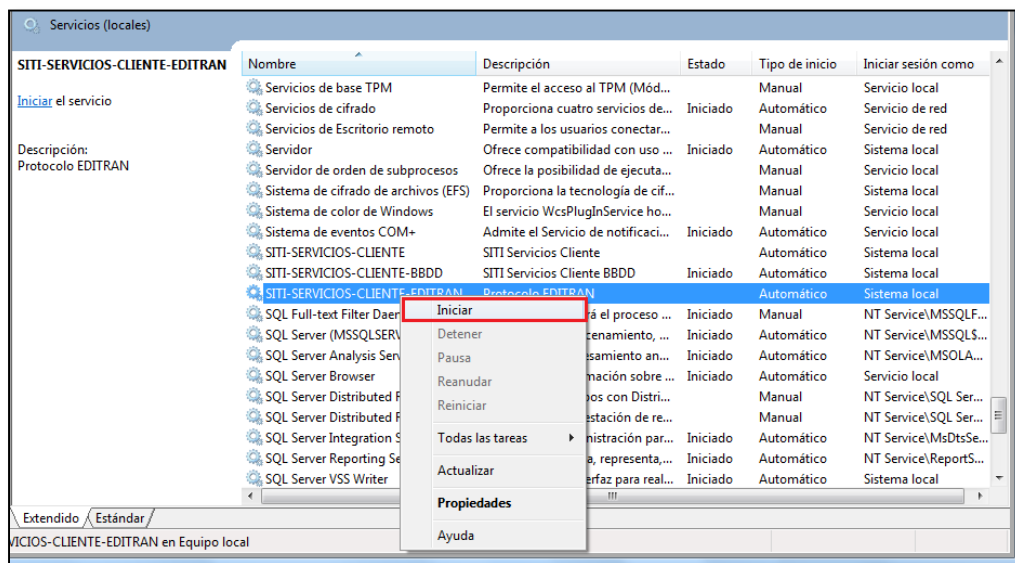 Servicios (locales)
SITI-SERVICIOS-CLIENTE-EDITRAN
Iniciar el servicio
Descripción:
Protocolo EDITRAN
Nombre Descripción Estado Tipo de inicio Iniciar sesión como
Servicios de base TPM Permite el acceso al TPM (Mód... Manual Servicio local
Servicios de cifrado Proporciona cuatro servicios de... Iniciado Automático Servicio de red
Servicios de Escritorio remoto Permite a los usuarios conectar... Manual Servicio de red
Servidor Ofrece compatibilidad con uso ... Iniciado Automático Sistema local
Servidor de orden de subprocesos Ofrece la posibilidad de ejecuta... Manual Servicio local
Sistema de cifrado de archivos (EFS) Proporciona la tecnología de cif... Manual Sistema local
Sistema de color de Windows El servicio WcsPlugInService ho... Manual Servicio local
Sistema de eventos COM+ Admite el Servicio de notificaci... Iniciado Automático Servicio local
SITI-SERVICIOS-CLIENTE SITI Servicios Cliente Automático Sistema local
SITI-SERVICIOS-CLIENTE-BBDD SITI Servicios Cliente BBDD Iniciado Automático Sistema local
SITI-SERVICIOS-CLIENTE-EDITRAN Protocolo EDITRAN Automático Sistema local
SQL Full-text Filter Daer rá el proceso ... Iniciado Manual NT Service\MSSQLF...
SQL Server (MSSQLSERV cenamiento, ... Iniciado Automático NT Service\MSSQL$...
SQL Server Analysis Serv esamiento an... Iniciado Automático NT Service\MSOLA...
SQL Server Browser mación sobre ... Iniciado Automático Servicio local
SQL Server Distributed R os con Distri... Manual NT Service\SQL Ser...
SQL Server Distributed R estación de re... Manual NT Service\SQL Ser...
SQL Server Integration S nistración par... Iniciado Automático NT Service\MsDtsSe...
SQL Server Reporting Se a, representa,... Iniciado Automático NT Service\ReportS...
SQL Server VSS Writer erfaz para real... Iniciado Automático Sistema local
Iniciar
Detener
Pausa
Reanudar
Reiniciar
Todas las tareas
Actualizar
Propiedades
Ayuda
Extendido Estándar
VICIOS-CLIENTE-EDITRAN en Equipo local